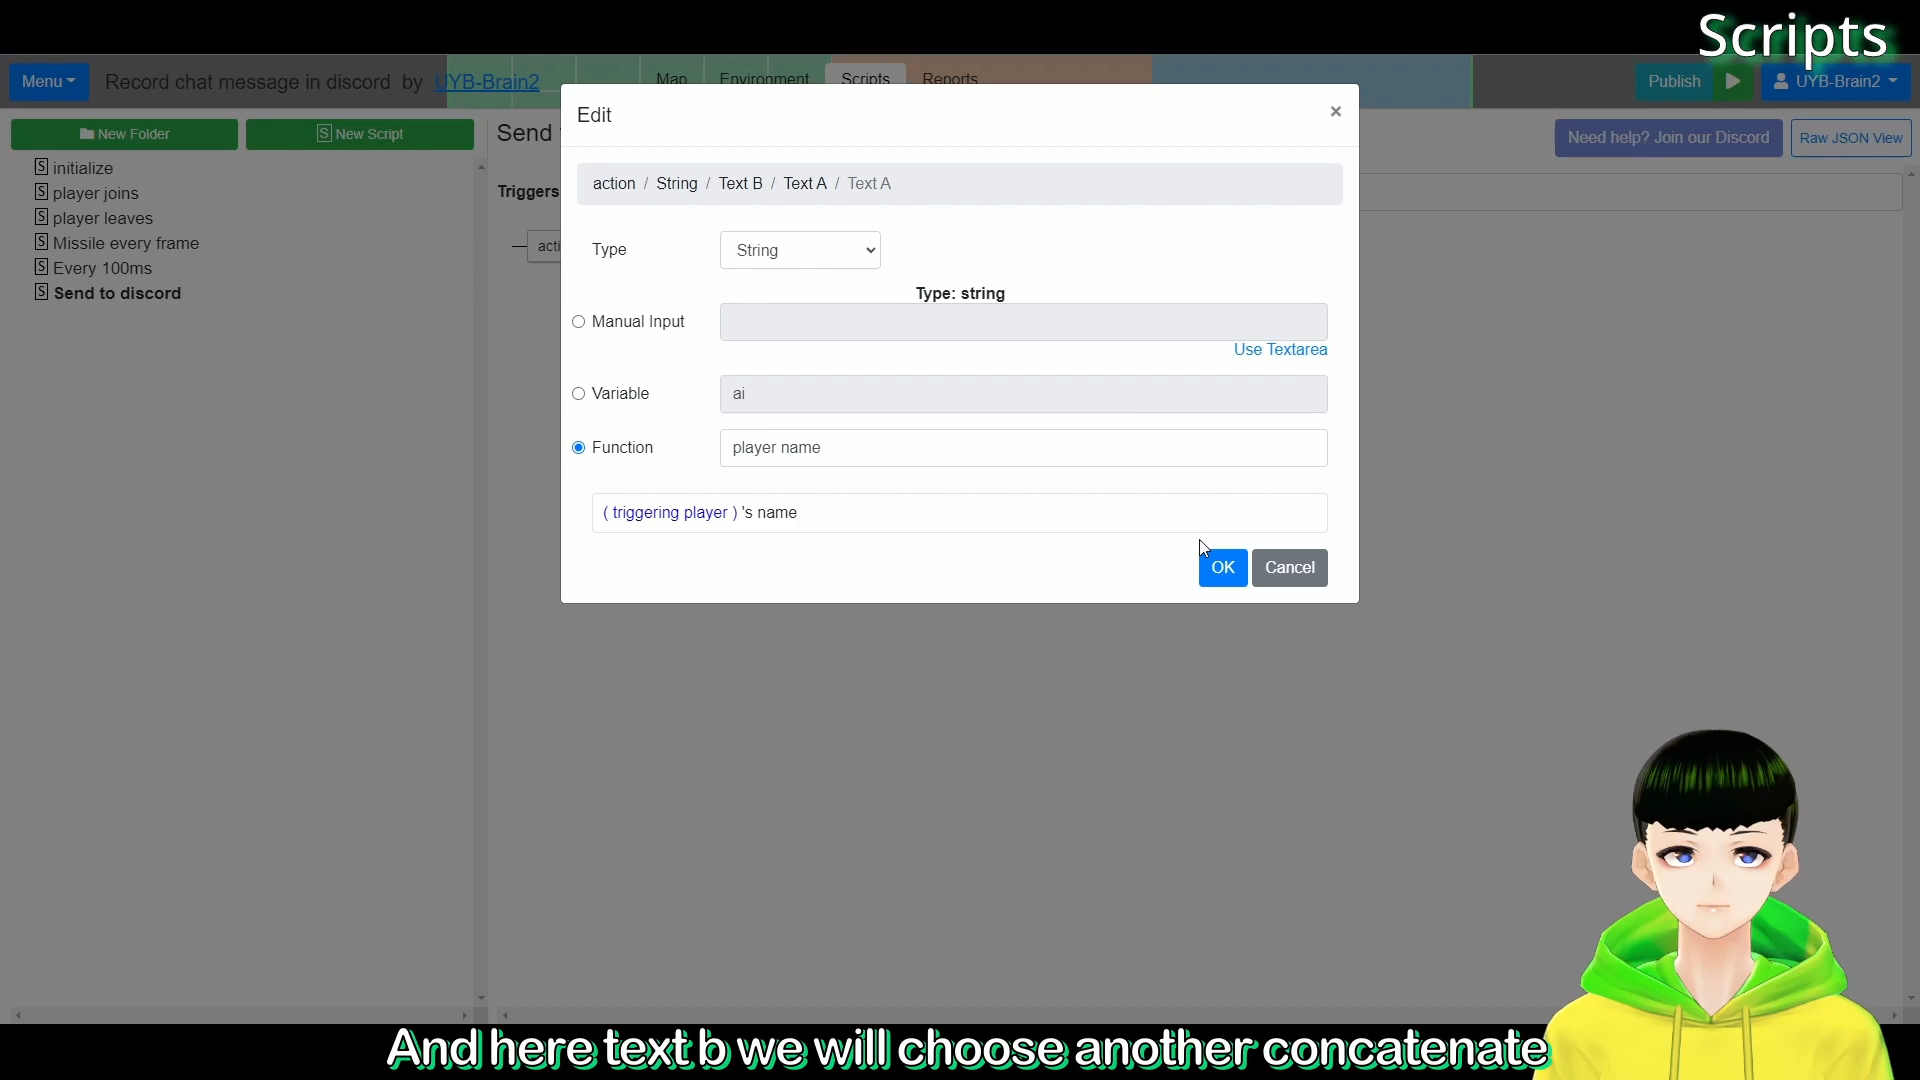 Scripts
Menu Record chat message in discord by UYB-Brain2 Map Environment Scripts Reports Publish UYB-Brain2
New Folder S New Script Send Need help? Join our Discord Raw JSON View
S initialize
S player joins
S player leaves
S Missile every frame
S Every 100ms
S Send to discord
Triggers
acti
Edit ×
action / String / Text B / Text A / Text A
Type String
Type: string
Manual Input
Use Textarea
Variable ai
Function player name
( triggering player ) 's name
OK Cancel
And here text b we will choose another concatenate